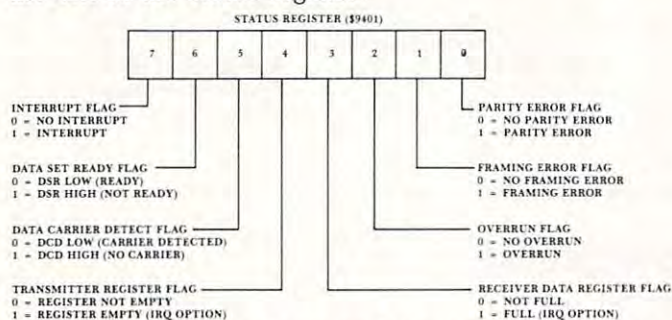 STATUS REGISTER ($9401)
7 6 5 4 3 2 1 0
INTERRUPT FLAG
0 = NO INTERRUPT
1 = INTERRUPT
DATA SET READY FLAG
0 = DSR LOW (READY)
1 = DSR HIGH (NOT READY)
DATA CARRIER DETECT FLAG
0 = DCD LOW (CARRIER DETECTED)
1 = DCD HIGH (NO CARRIER)
TRANSMITTER REGISTER FLAG
0 = REGISTER NOT EMPTY
1 = REGISTER EMPTY (IRQ OPTION)
PARITY ERROR FLAG
0 = NO PARITY ERROR
1 = PARITY ERROR
FRAMING ERROR FLAG
0 = NO FRAMING ERROR
1 = FRAMING ERROR
OVERRUN FLAG
0 = NO OVERRUN
1 = OVERRUN
RECEIVER DATA REGISTER FLAG
0 = NOT FULL
1 = FULL (IRQ OPTION)